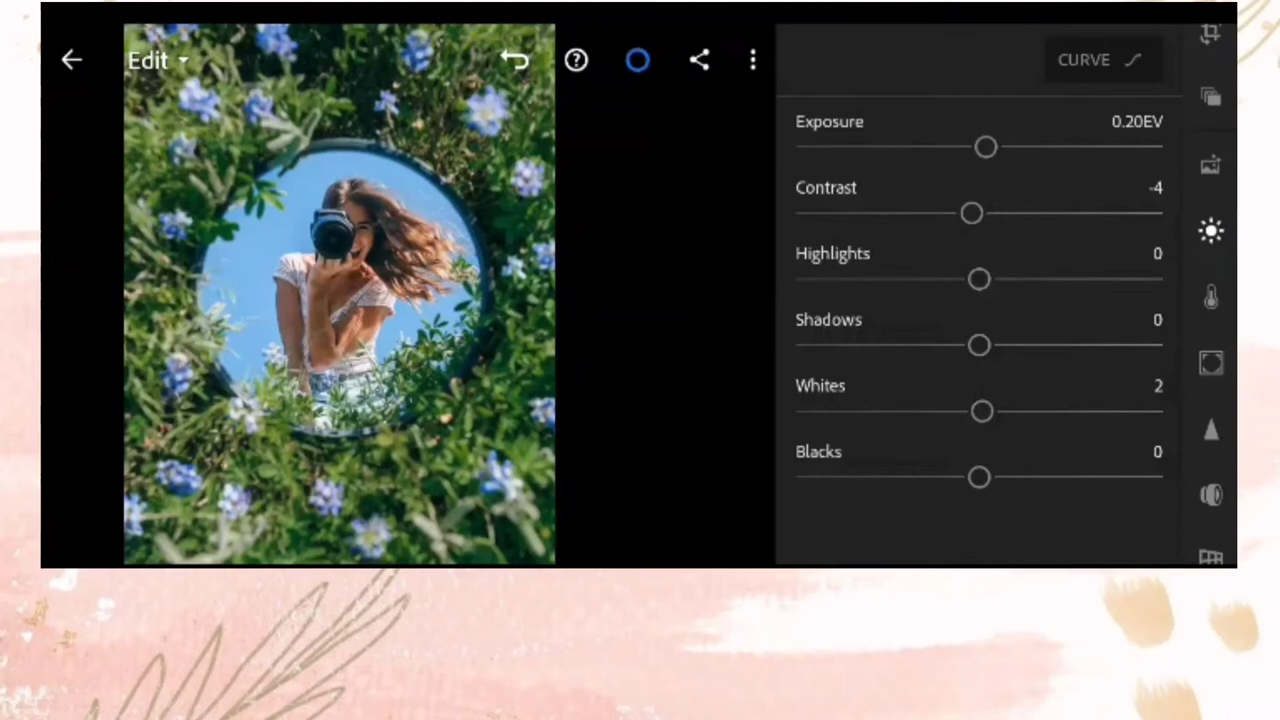 Edit
CURVE
Exposure 0.20EV
Contrast -4
Highlights 0
Shadows 0
Whites 2
Blacks 0